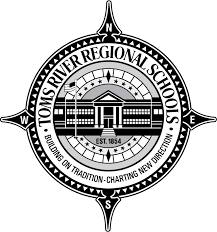 N
TOMS RIVER REGIONAL SCHOOLS
W
E
EST. 1854
• BUILDING ON TRADITION - CHARTING NEW DIRECTION •
S